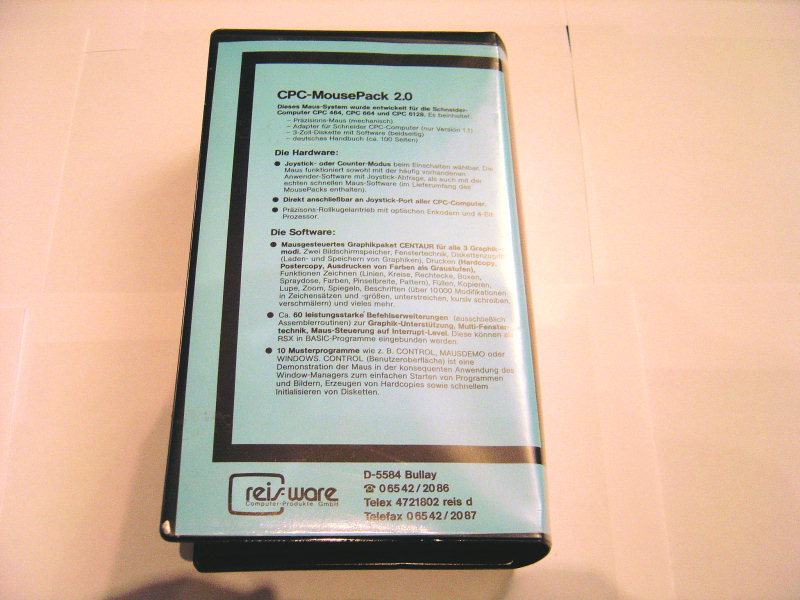 CPC-MousePack 2.0
Dieses Maus-System wurde entwickelt für die Schneider-
Computer CPC 464, CPC 664 und CPC 6128. Es beinhaltet:
– Präzisions-Maus (mechanisch)
– Adapter für Schneider CPC-Computer (nur Version 1.1)
– 3-Zoll-Diskette mit Software (beidseitig)
– deutsches Handbuch (ca. 100 Seiten)
Die Hardware:
● Joystick- oder Counter-Modus beim Einschalten wählbar. Die
Maus funktioniert sowohl mit der häufig vorhandenen
Anwender-Software mit Joystick-Abfrage, als auch mit der
echten schnellen Maus-Software (im Lieferumfang des
MousePacks enthalten).
● Direkt anschließbar an Joystick-Port aller CPC-Computer.
● Präzisons-Rollkugelantrieb mit optischen Enkodern und 4-Bit
Prozessor.
Die Software:
● Mausgesteuertes Graphikpaket CENTAUR für alle 3 Graphik-
modi. Zwei Bildschirmspeicher, Fenstertechnik, Diskettenzugriff
(Laden- und Speichern von Graphiken), Drucken (Hardcopy,
Postercopy, Ausdrucken von Farben als Graustufen),
Funktionen Zeichnen (Linien, Kreise, Rechtecke, Boxen,
Spraydose, Farben, Pinselbreite, Pattern), Füllen, Kopieren,
Lupe, Zoom, Spiegeln, Beschriften (über 10000 Modifikationen
in Zeichensätzen und -größen, unterstreichen, kursiv schreiben,
verschmälern) und vieles mehr.
● Ca. 60 leistungsstarke Befehlserweiterungen (ausschließlich
Assemblerroutinen) zur Graphik-Unterstützung, Multi-Fenster-
technik, Maus-Steuerung auf Interrupt-Level. Diese können als
RSX in BASIC-Programme eingebunden werden.
● 10 Musterprogramme wie z. B. CONTROL, MAUSDEMO oder
WINDOWS. CONTROL (Benutzeroberfläche) ist eine
Demonstration der Maus in der konsequenten Anwendung des
Window-Managers zum einfachen Starten von Programmen
und Bildern, Erzeugen von Hardcopies sowie schnellem
Initialisieren von Disketten.
reis-ware
Computer-Produkte GmbH
D-5584 Bullay
☎ 06542/2086
Telex 4721802 reis d
Telefax 06542/2087